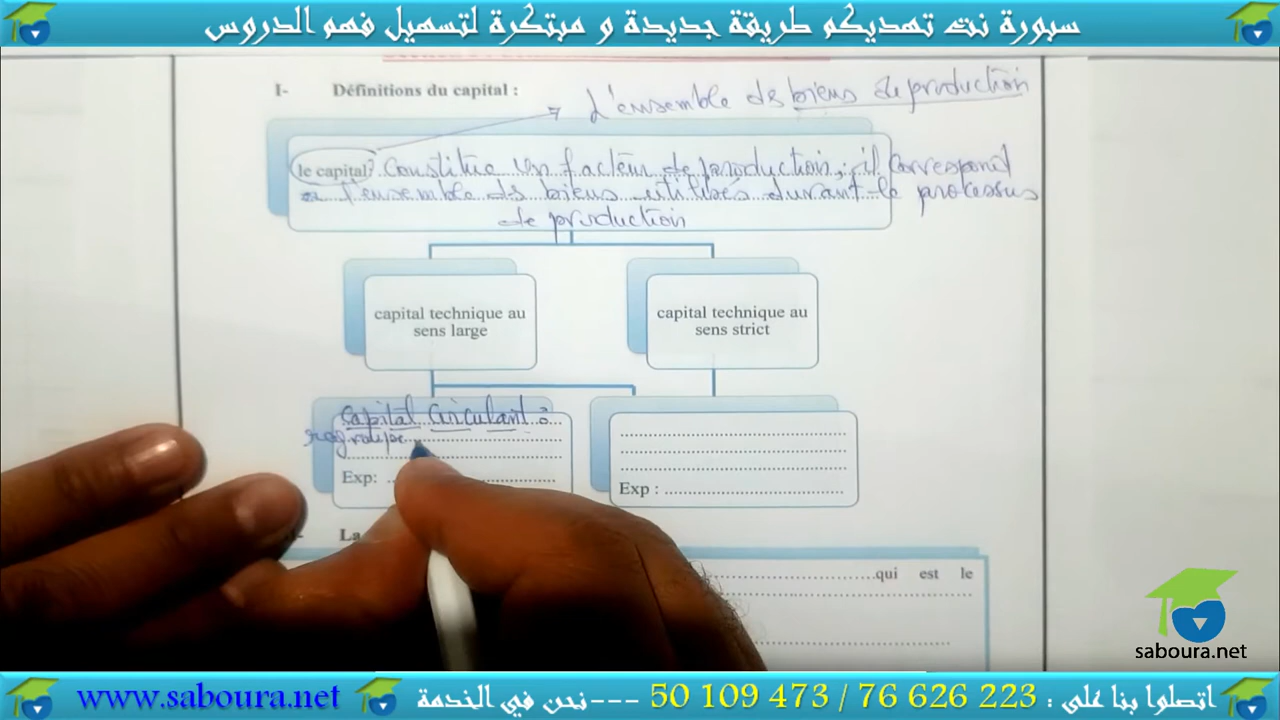 سبورة نت تهديكم طريقة جديدة و مبتكرة لتسهيل فهم الدروس
I- Définitions du capital :
L'ensemble des biens de production
le capital: Constitue un facteur de production; il correspond
à l'ensemble des biens utilisés durant le processus
de production
capital technique au
sens large
capital technique au
sens strict
capital circulant :
regroupe
Exp:
Exp :
La
qui est le
saboura.net
www.saboura.net
اتصلوا بنا على : 50 109 473 / 76 626 223 ---نحن في الخدمة